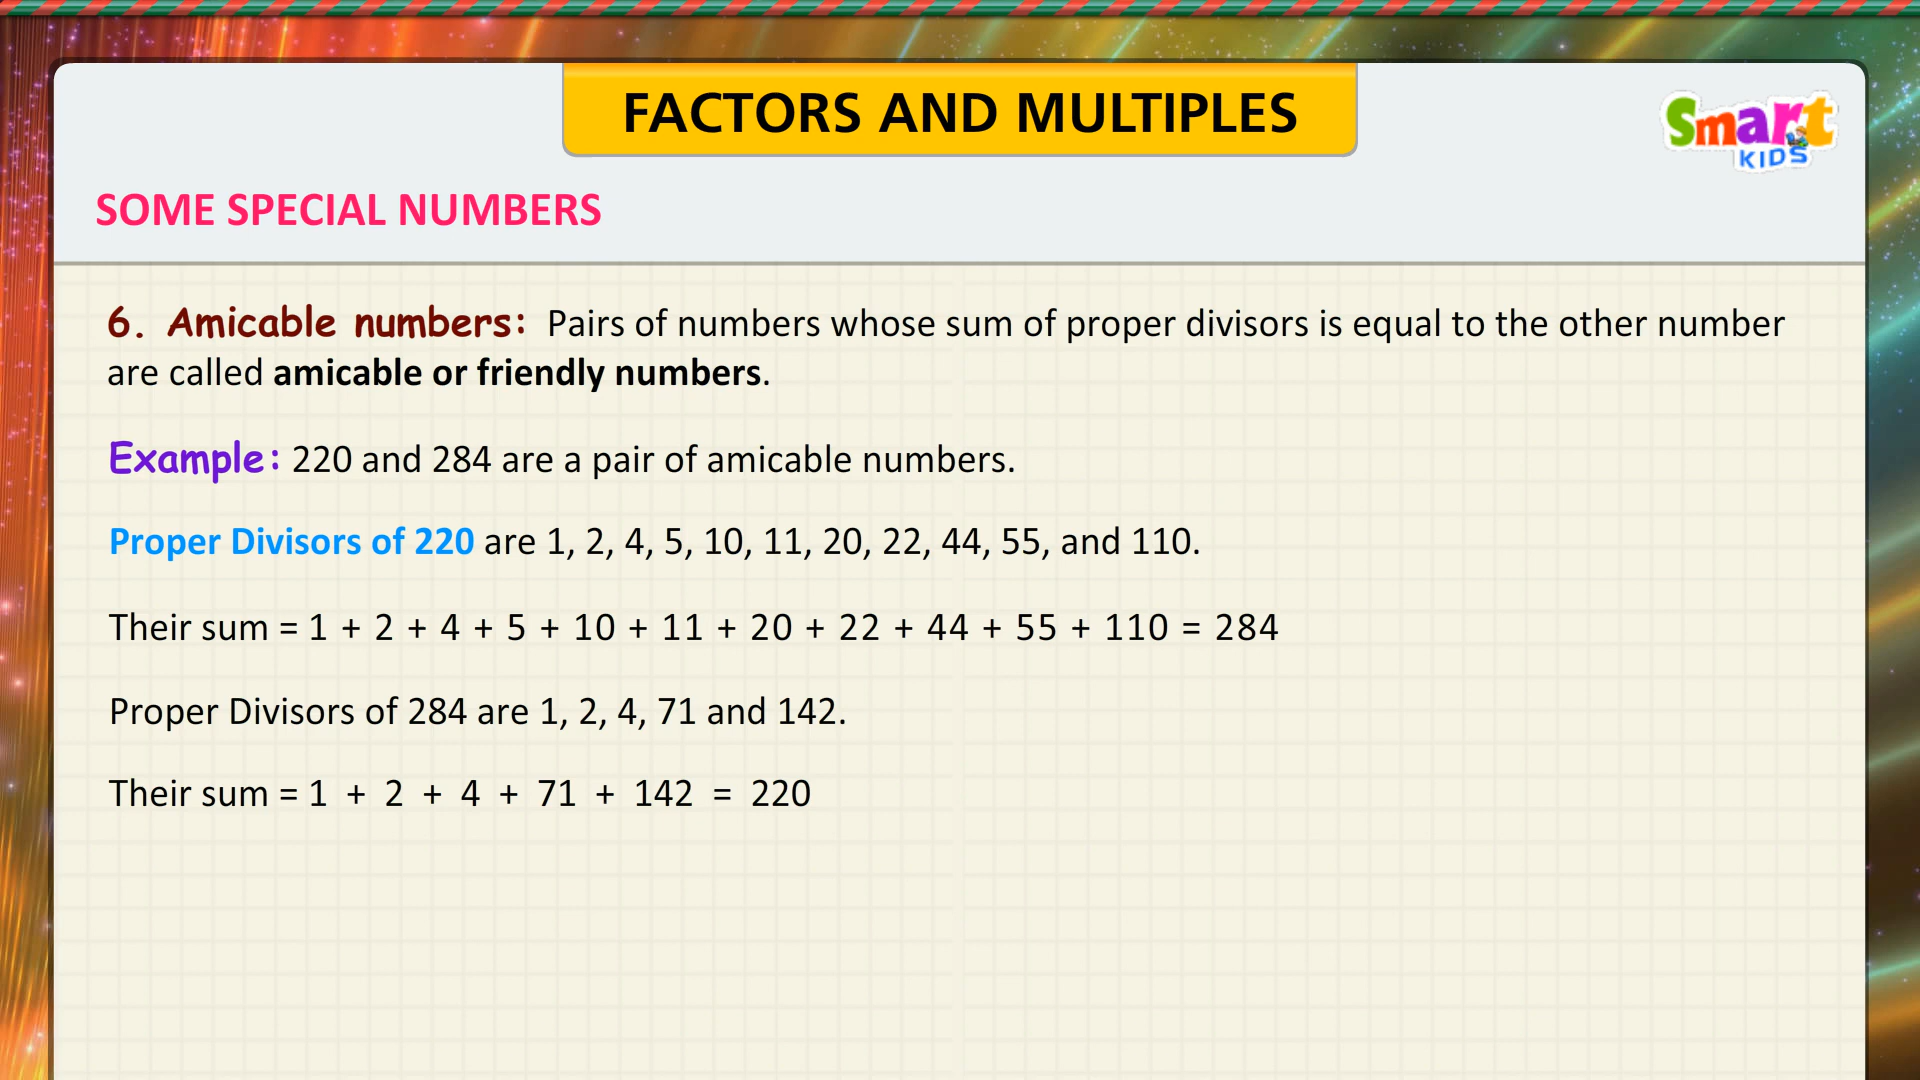 FACTORS AND MULTIPLES
Smart
KIDS
SOME SPECIAL NUMBERS
6. Amicable numbers: Pairs of numbers whose sum of proper divisors is equal to the other number
are called amicable or friendly numbers.
Example: 220 and 284 are a pair of amicable numbers.
Proper Divisors of 220 are 1, 2, 4, 5, 10, 11, 20, 22, 44, 55, and 110.
Their sum = 1 + 2 + 4 + 5 + 10 + 11 + 20 + 22 + 44 + 55 + 110 = 284
Proper Divisors of 284 are 1, 2, 4, 71 and 142.
Their sum = 1 + 2 + 4 + 71 + 142 = 220